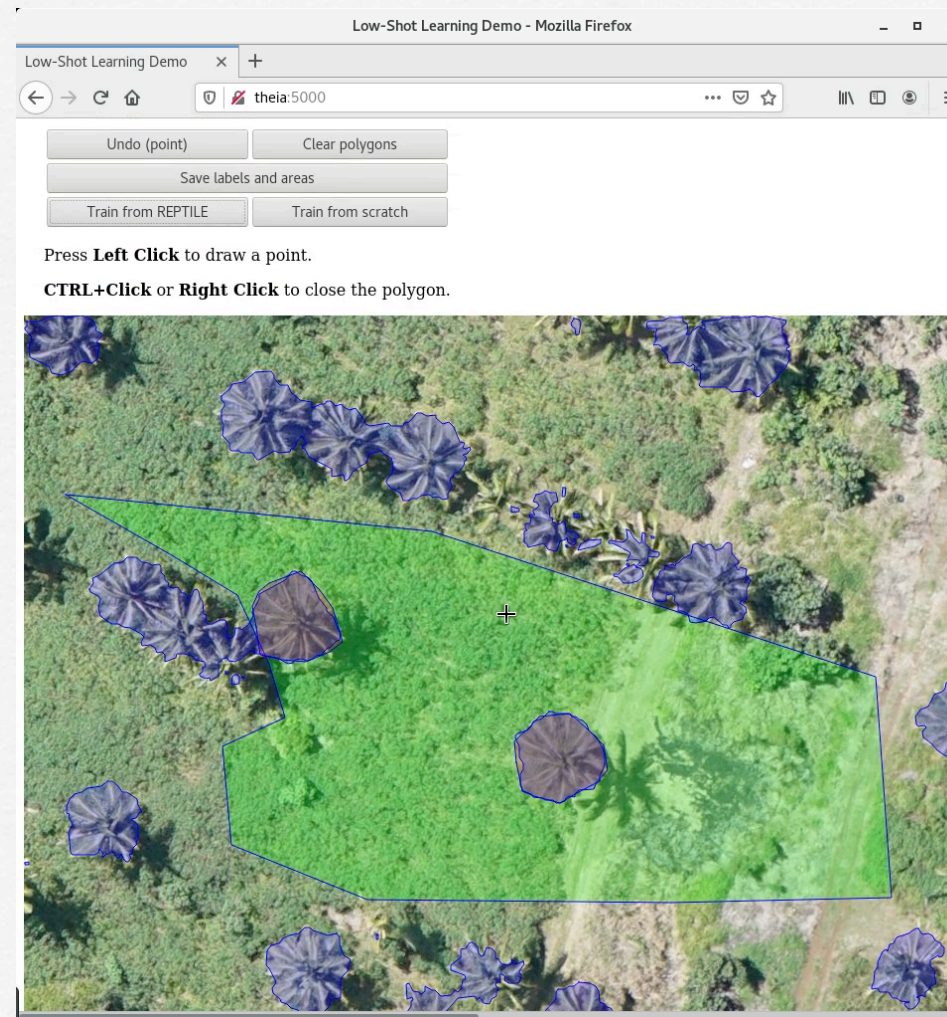 Low-Shot Learning Demo - Mozilla Firefox
Low-Shot Learning Demo
theia:5000
Undo (point) Clear polygons
Save labels and areas
Train from REPTILE Train from scratch
Press Left Click to draw a point.
CTRL+Click or Right Click to close the polygon.